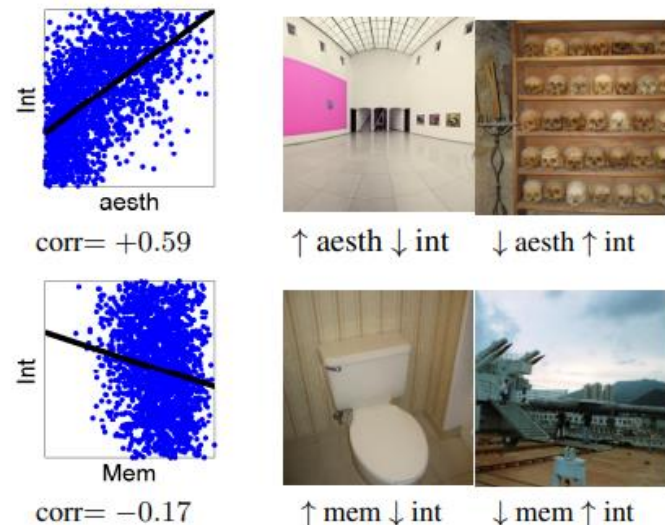 Int
aesth
corr= +0.59
↑ aesth ↓ int
↓ aesth ↑ int
Int
Mem
corr= −0.17
↑ mem ↓ int
↓ mem ↑ int